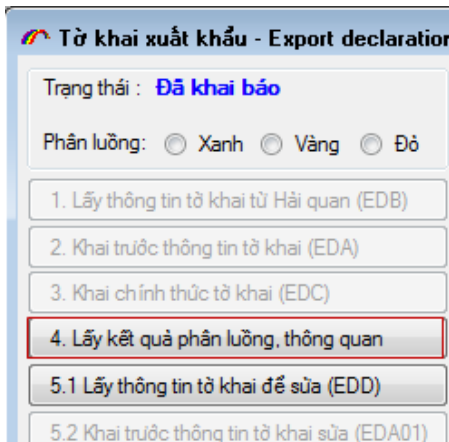 Tờ khai xuất khẩu - Export declaration
Trạng thái : Đã khai báo
Phân luồng: Xanh Vàng Đỏ
1. Lấy thông tin tờ khai từ Hải quan (EDB)
2. Khai trước thông tin tờ khai (EDA)
3. Khai chính thức tờ khai (EDC)
4. Lấy kết quả phân luồng, thông quan
5.1 Lấy thông tin tờ khai để sửa (EDD)
5.2 Khai trước thông tin tờ khai sửa (EDA01)